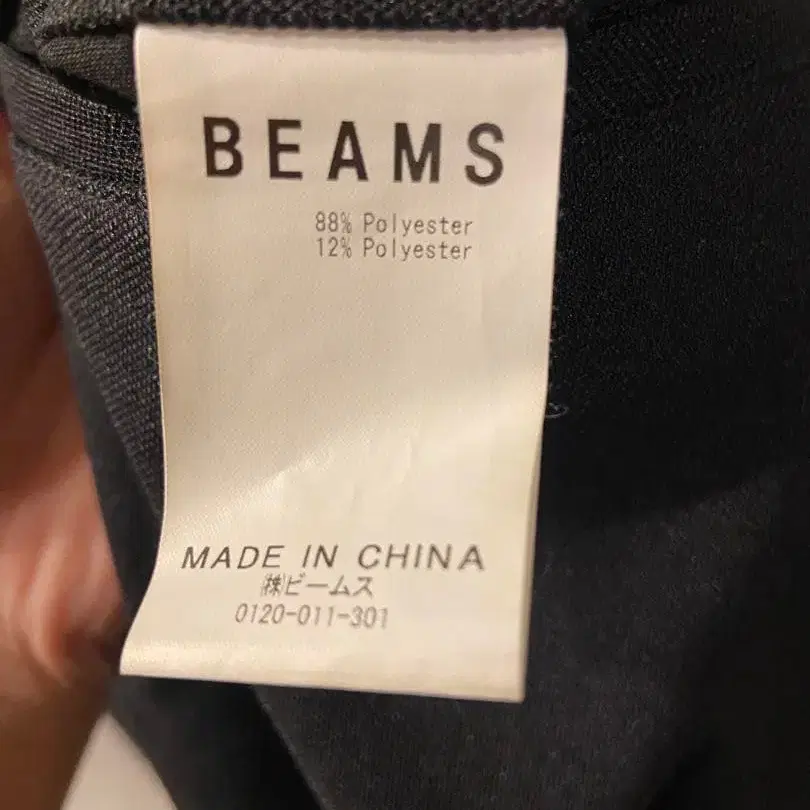 BEAMS
88% Polyester
12% Polyester
MADE IN CHINA
㈱ビームス
0120-011-301